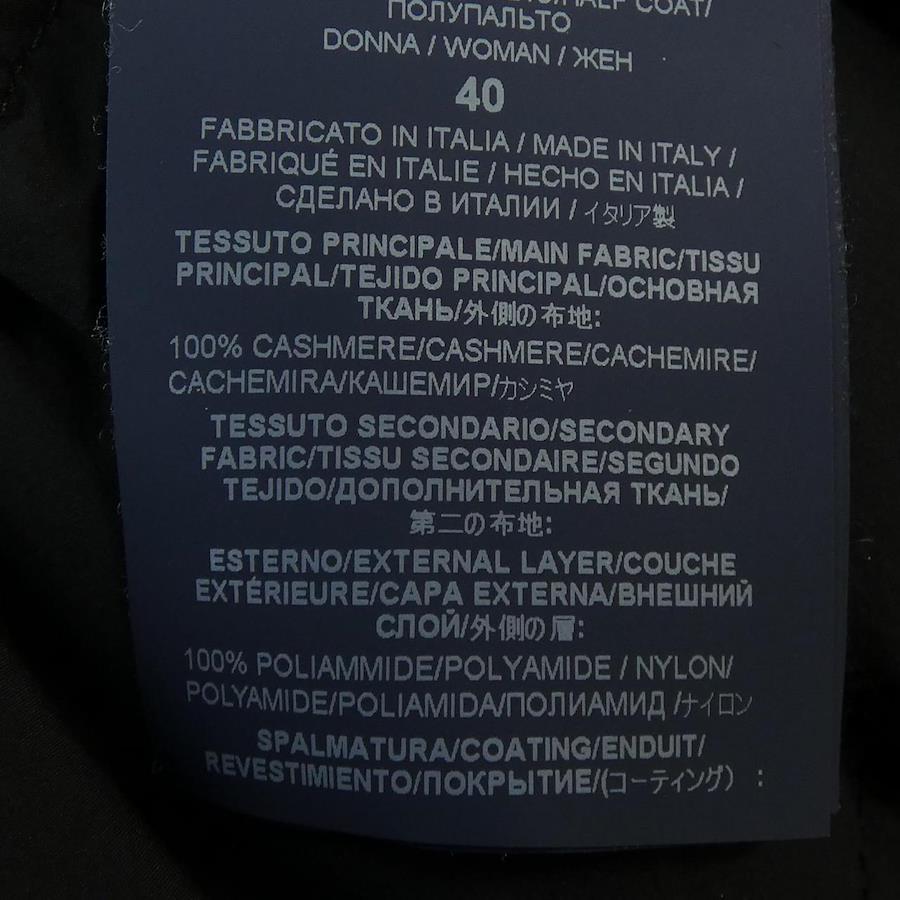 HALF COAT/
ПОЛУПАЛЬТО
DONNA / WOMAN / ЖЕН
40
FABBRICATO IN ITALIA / MADE IN ITALY /
FABRIQUÉ EN ITALIE / HECHO EN ITALIA /
СДЕЛАНО В ИТАЛИИ / イタリア製
TESSUTO PRINCIPALE/MAIN FABRIC/TISSU
PRINCIPAL/TEJIDO PRINCIPAL/ОСНОВНАЯ
ТКАНЬ/外側の布地:
100% CASHMERE/CASHMERE/CACHEMIRE/
CACHEMIRA/КАШЕМИР/カシミヤ
TESSUTO SECONDARIO/SECONDARY
FABRIC/TISSU SECONDAIRE/SEGUNDO
TEJIDO/ДОПОЛНИТЕЛЬНАЯ ТКАНЬ/
第二の布地:
ESTERNO/EXTERNAL LAYER/COUCHE
EXTÉRIEURE/CAPA EXTERNA/ВНЕШНИЙ
СЛОЙ/外側の層:
100% POLIAMMIDE/POLYAMIDE / NYLON/
POLYAMIDE/POLIAMIDA/ПОЛИАМИД /ナイロン
SPALMATURA/COATING/ENDUIT/
REVESTIMIENTO/ПОКРЫТИЕ/(コーティング) :